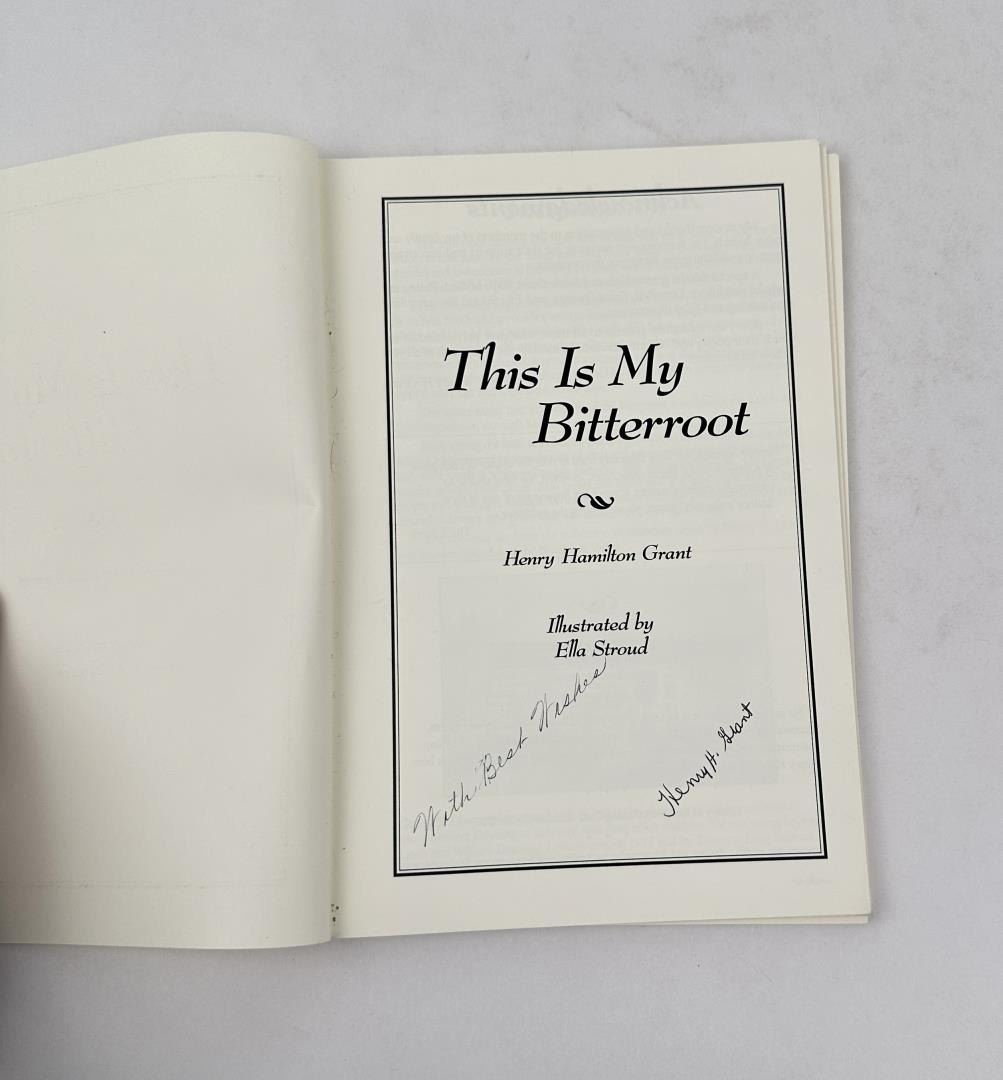 This Is My
Bitterroot
Henry Hamilton Grant
Illustrated by
Ella Stroud
With Best Wishes
Henry H. Grant